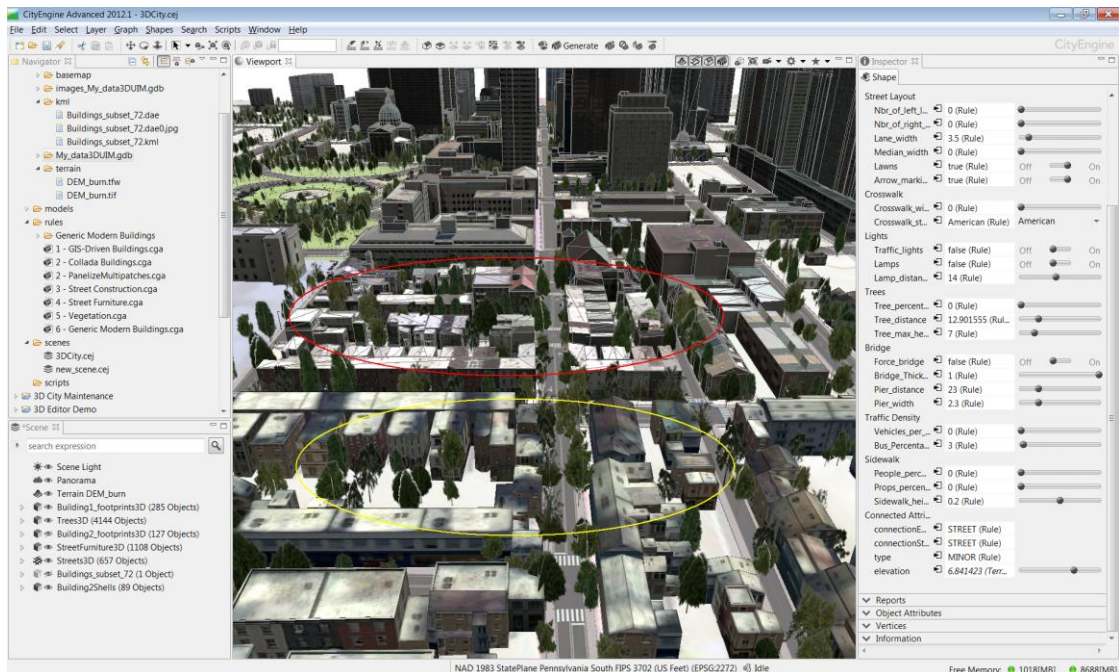 CityEngine Advanced 2012.1 - 3DCity.cej
File Edit Select Layer Graph Shapes Search Scripts Window Help
Generate
CityEngine
Navigator
basemap
images_My_data3DUIM.gdb
kml
Buildings_subset_72.dae
Buildings_subset_72.dae0.jpg
Buildings_subset_72.kml
My_data3DUIM.gdb
terrain
DEM_burn.tfw
DEM_burn.tif
models
rules
Generic Modern Buildings
1 - GIS-Driven Buildings.cga
2 - Collada Buildings.cga
2 - PanelizeMultipatches.cga
3 - Street Construction.cga
4 - Street Furniture.cga
5 - Vegetation.cga
6 - Generic Modern Buildings.cga
scenes
3DCity.cej
new_scene.cej
scripts
3D City Maintenance
3D Editor Demo
*Scene
search expression
Scene Light
Panorama
Terrain DEM_burn
Building1_footprints3D (285 Objects)
Trees3D (4144 Objects)
Building2_footprints3D (127 Objects)
StreetFurniture3D (1108 Objects)
Streets3D (657 Objects)
Buildings_subset_72 (1 Object)
Building2Shells (89 Objects)
Viewport
Inspector
Shape
Street Layout
Nbr_of_left_l... 0 (Rule)
Nbr_of_right_... 0 (Rule)
Lane_width 3.5 (Rule)
Median_width 0 (Rule)
Lawns true (Rule) Off On
Arrow_marki... true (Rule) Off On
Crosswalk
Crosswalk_wi... 0 (Rule)
Crosswalk_st... American (Rule) American
Lights
Traffic_lights false (Rule) Off On
Lamps false (Rule) Off On
Lamp_distan... 14 (Rule)
Trees
Tree_percent... 0 (Rule)
Tree_distance 12.901555 (Rul...
Tree_max_he... 7 (Rule)
Bridge
Force_bridge false (Rule) Off On
Bridge_Thick... 1 (Rule)
Pier_distance 23 (Rule)
Pier_width 2.3 (Rule)
Traffic Density
Vehicles_per_... 0 (Rule)
Bus_Percenta... 3 (Rule)
Sidewalk
People_perc... 0 (Rule)
Props_percen... 0 (Rule)
Sidewalk_hei... 0.2 (Rule)
Connected Attri...
connectionE... STREET (Rule)
connectionSt... STREET (Rule)
type MINOR (Rule)
elevation 6.841423 (Terr...
Reports
Object Attributes
Vertices
Information
NAD 1983 StatePlane Pennsylvania South FIPS 3702 (US Feet) (EPSG:2272) Idle
Free Memory: 1018[MB] 8688[MB]